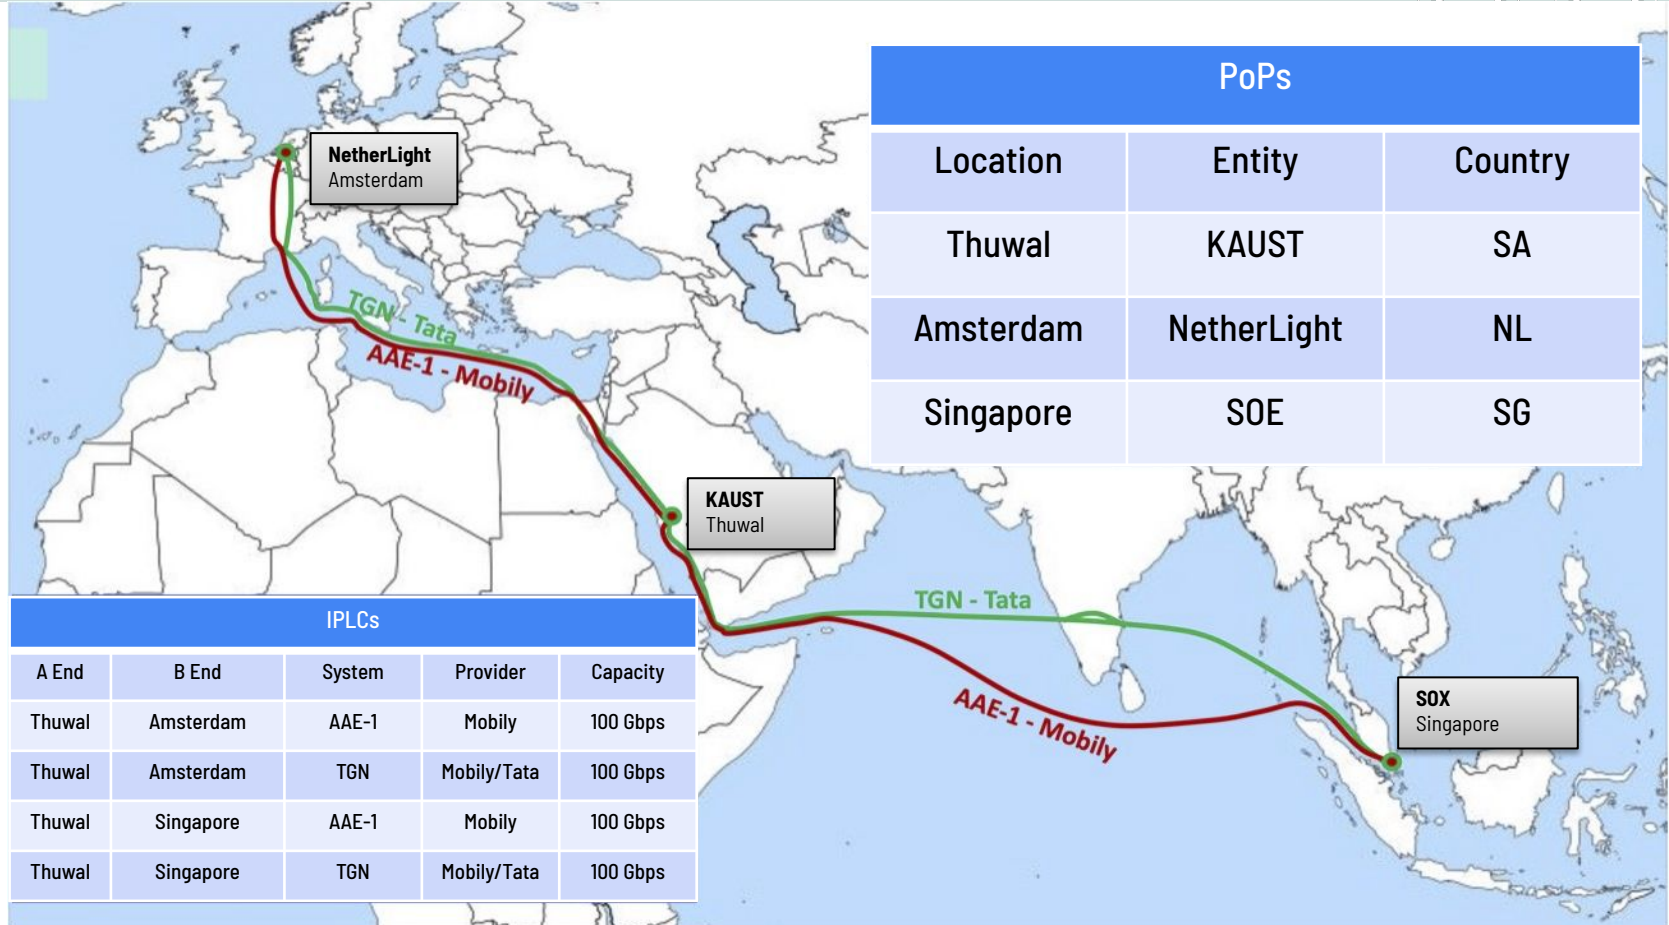 PoPs
Location Entity Country
Thuwal KAUST SA
Amsterdam NetherLight NL
Singapore SOE SG
NetherLight
Amsterdam
TGN - Tata
AAE-1 - Mobily
KAUST
Thuwal
TGN - Tata
AAE-1 - Mobily
SOX
Singapore
IPLCs
A End B End System Provider Capacity
Thuwal Amsterdam AAE-1 Mobily 100 Gbps
Thuwal Amsterdam TGN Mobily/Tata 100 Gbps
Thuwal Singapore AAE-1 Mobily 100 Gbps
Thuwal Singapore TGN Mobily/Tata 100 Gbps